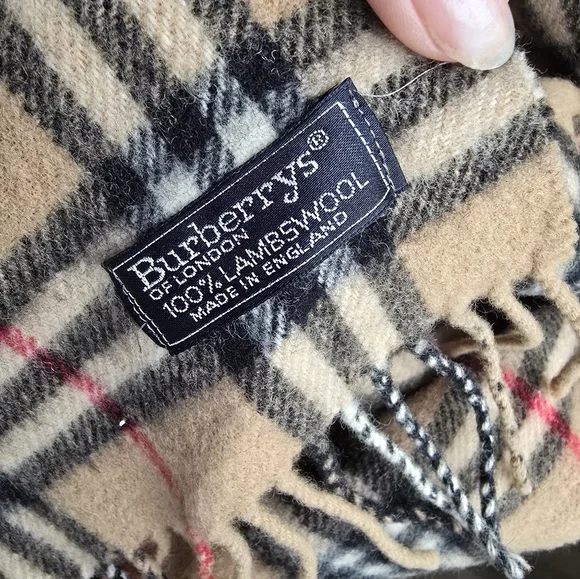 Burberrys®
OF LONDON
100% LAMBSWOOL
MADE IN ENGLAND